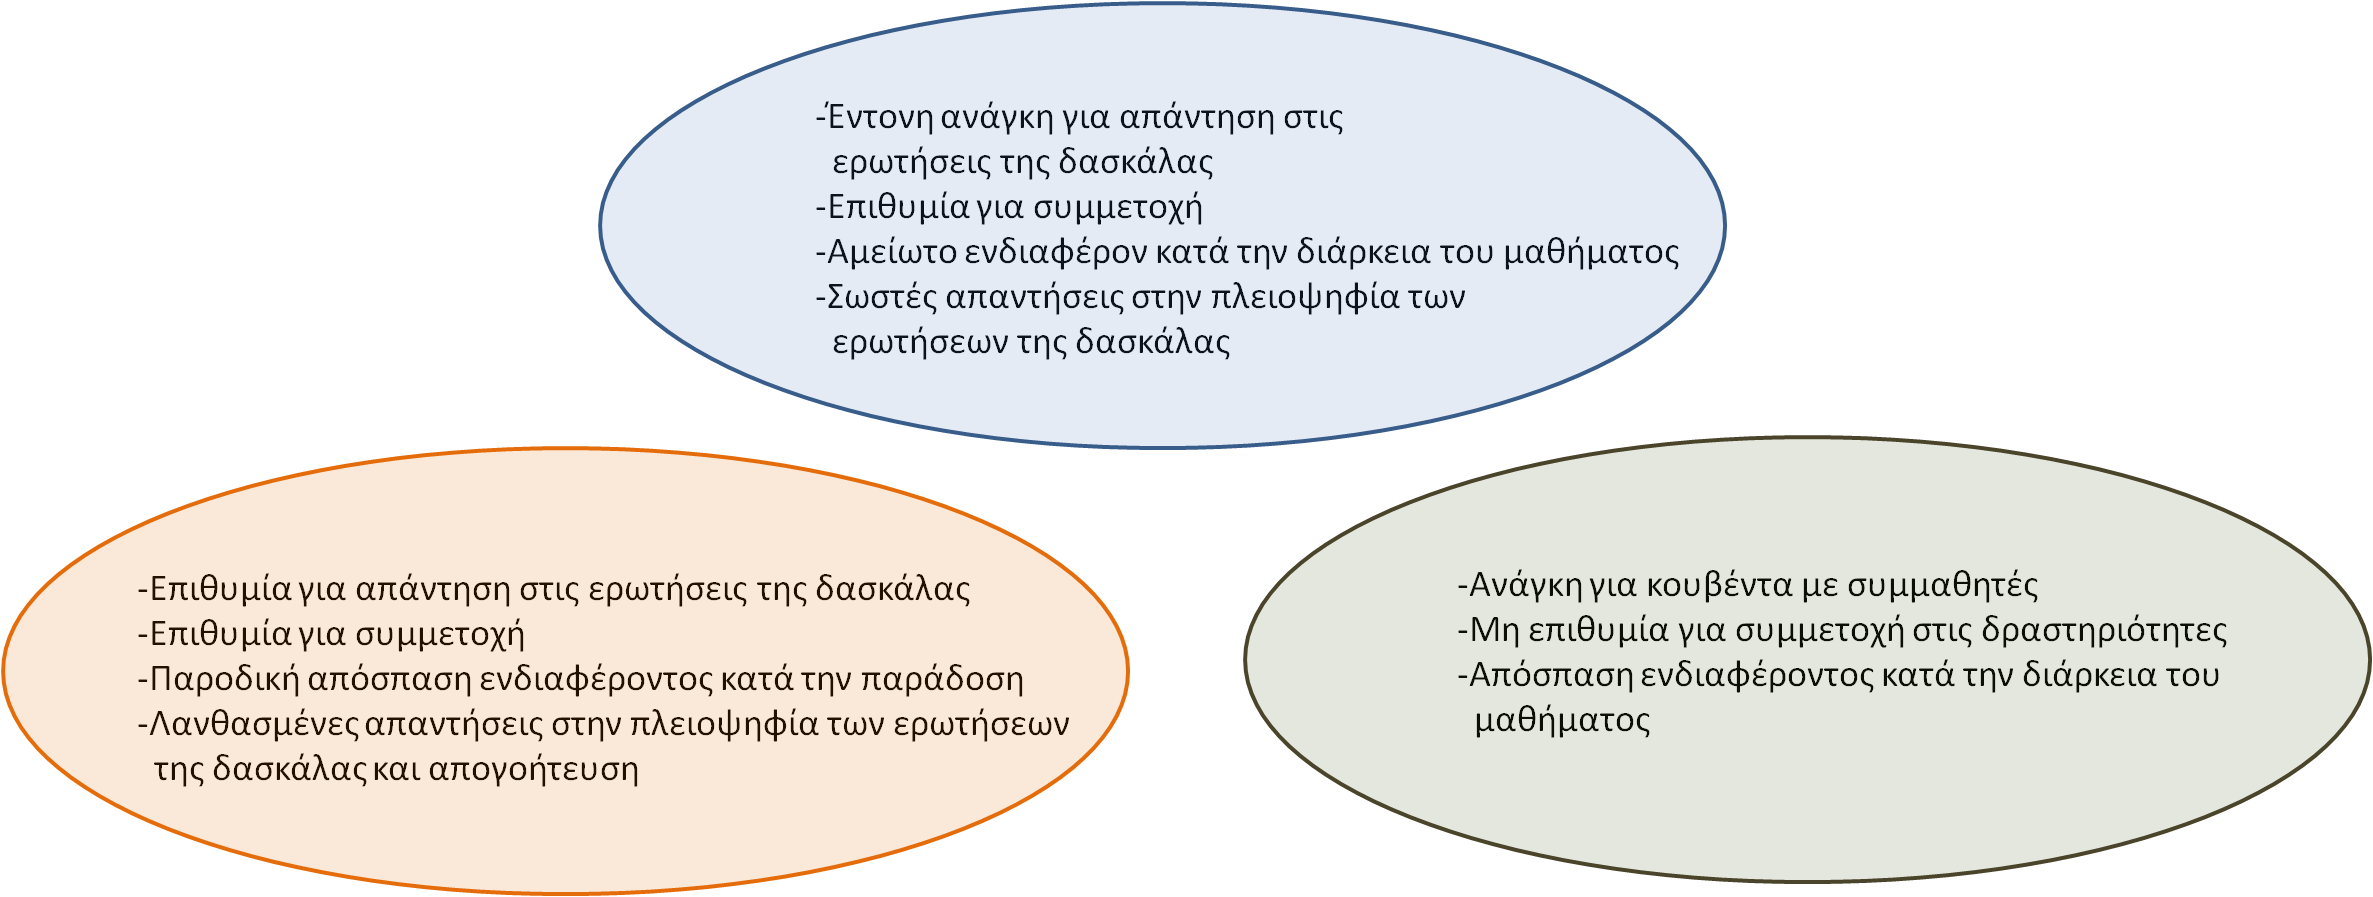 -Έντονη ανάγκη για απάντηση στις
ερωτήσεις της δασκάλας
-Επιθυμία για συμμετοχή
-Αμείωτο ενδιαφέρον κατά την διάρκεια του μαθήματος
-Σωστές απαντήσεις στην πλειοψηφία των
ερωτήσεων της δασκάλας
-Επιθυμία για απάντηση στις ερωτήσεις της δασκάλας
-Επιθυμία για συμμετοχή
-Παροδική απόσπαση ενδιαφέροντος κατά την παράδοση
-Λανθασμένες απαντήσεις στην πλειοψηφία των ερωτήσεων
της δασκάλας και απογοήτευση
-Ανάγκη για κουβέντα με συμμαθητές
-Μη επιθυμία για συμμετοχή στις δραστηριότητες
-Απόσπαση ενδιαφέροντος κατά την διάρκεια του
μαθήματος